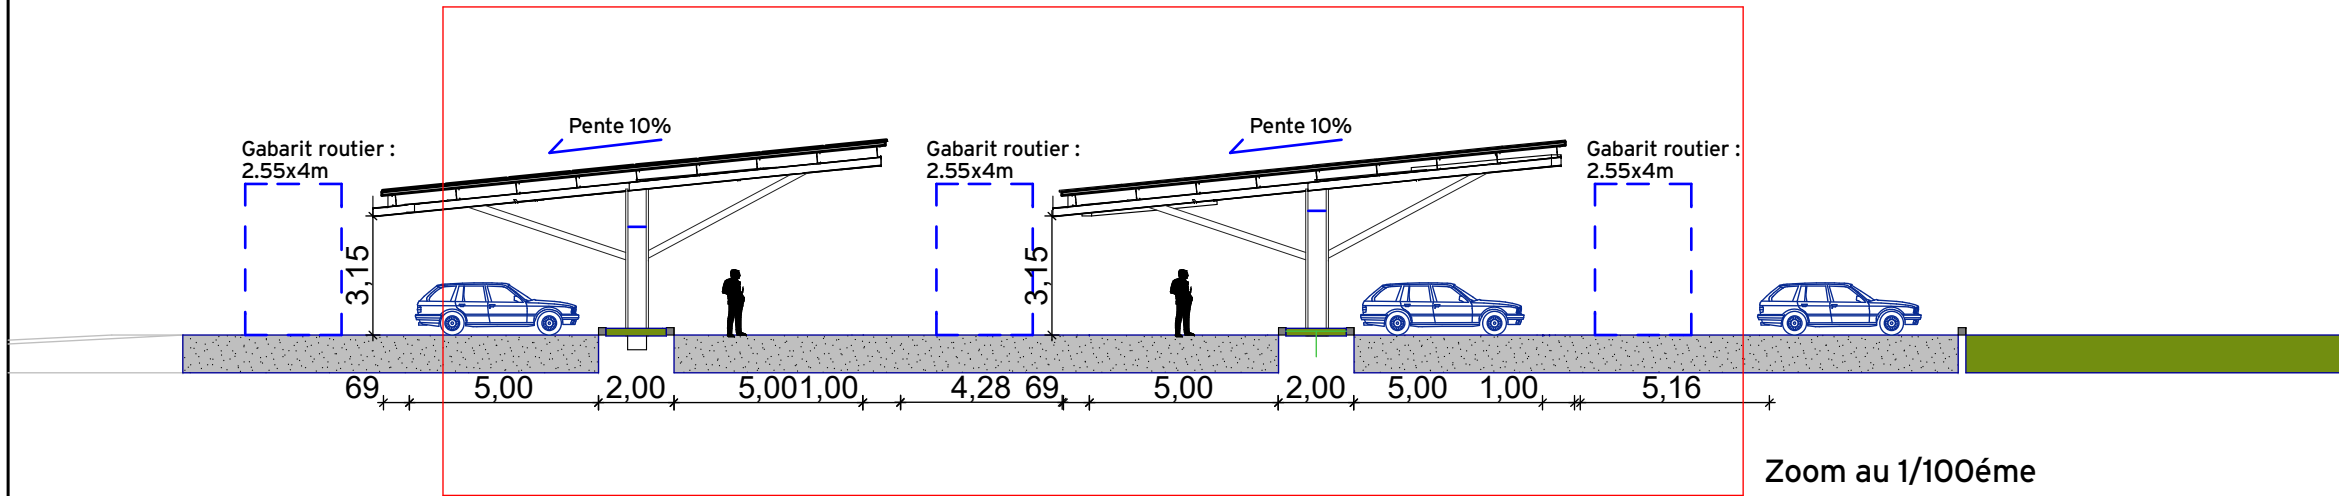 Pente 10%
Pente 10%
Gabarit routier :
2.55x4m
Gabarit routier :
2.55x4m
Gabarit routier :
2.55x4m
3,15
3,15
69 5,00 2,00 5,00 1,00 4,28 69 5,00 2,00 5,00 1,00 5,16
Zoom au 1/100éme